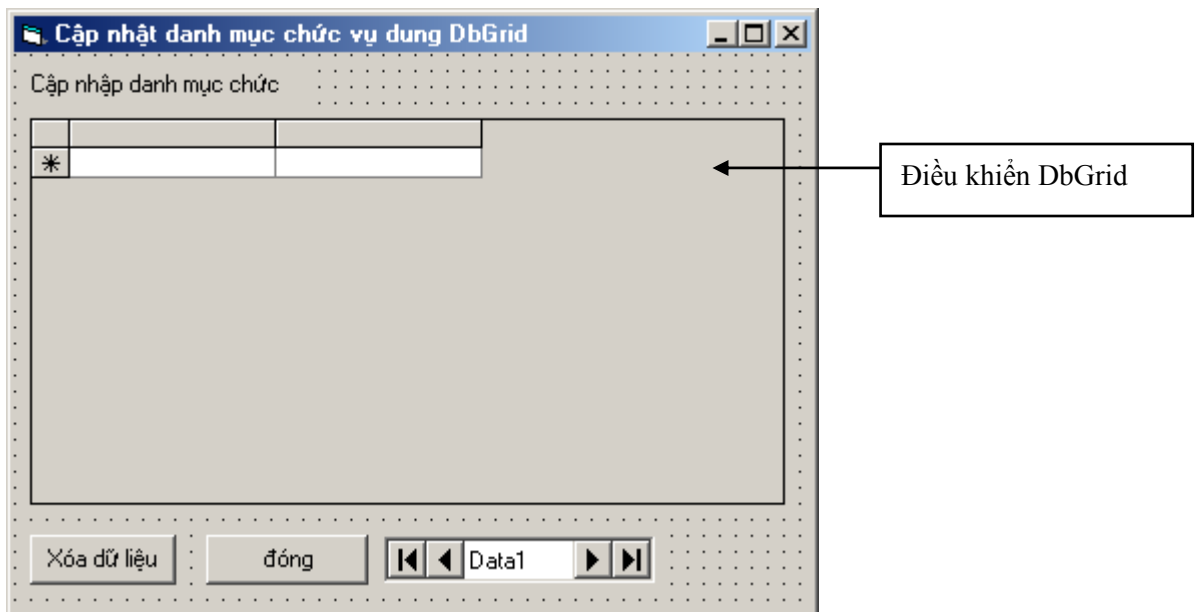 Cập nhật danh mục chức vụ dung DbGrid
Cập nhập danh mục chức
Điều khiển DbGrid
Xóa dữ liệu
đóng
Data1